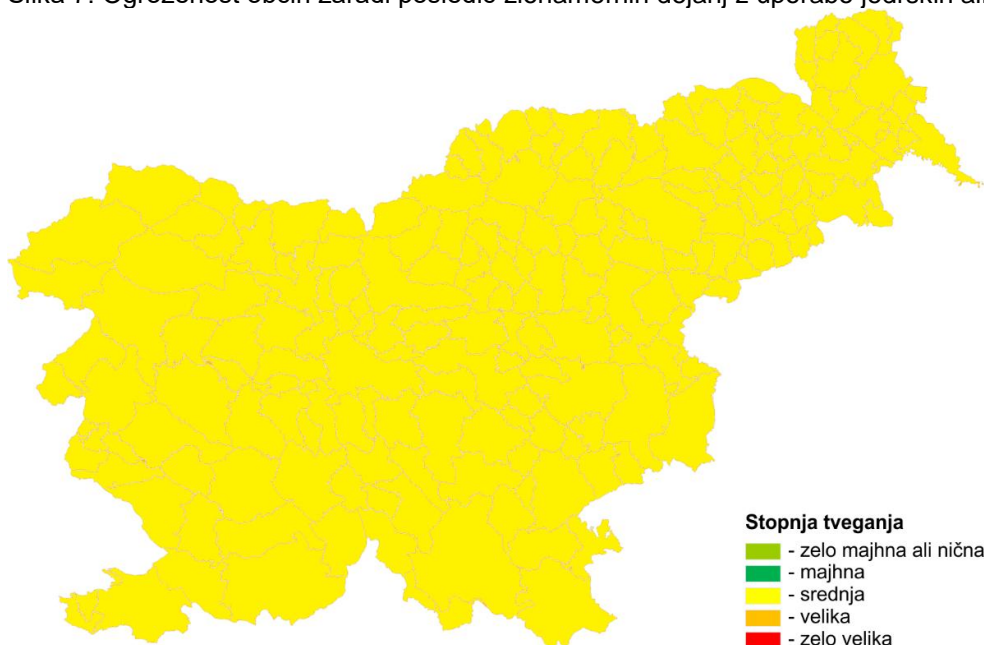 Slika 7: Ogroženost občin zaradi posledic zlonamernih dejanj z uporabo jedrskih ali
Stopnja tveganja
- zelo majhna ali nična
- majhna
- srednja
- velika
- zelo velika